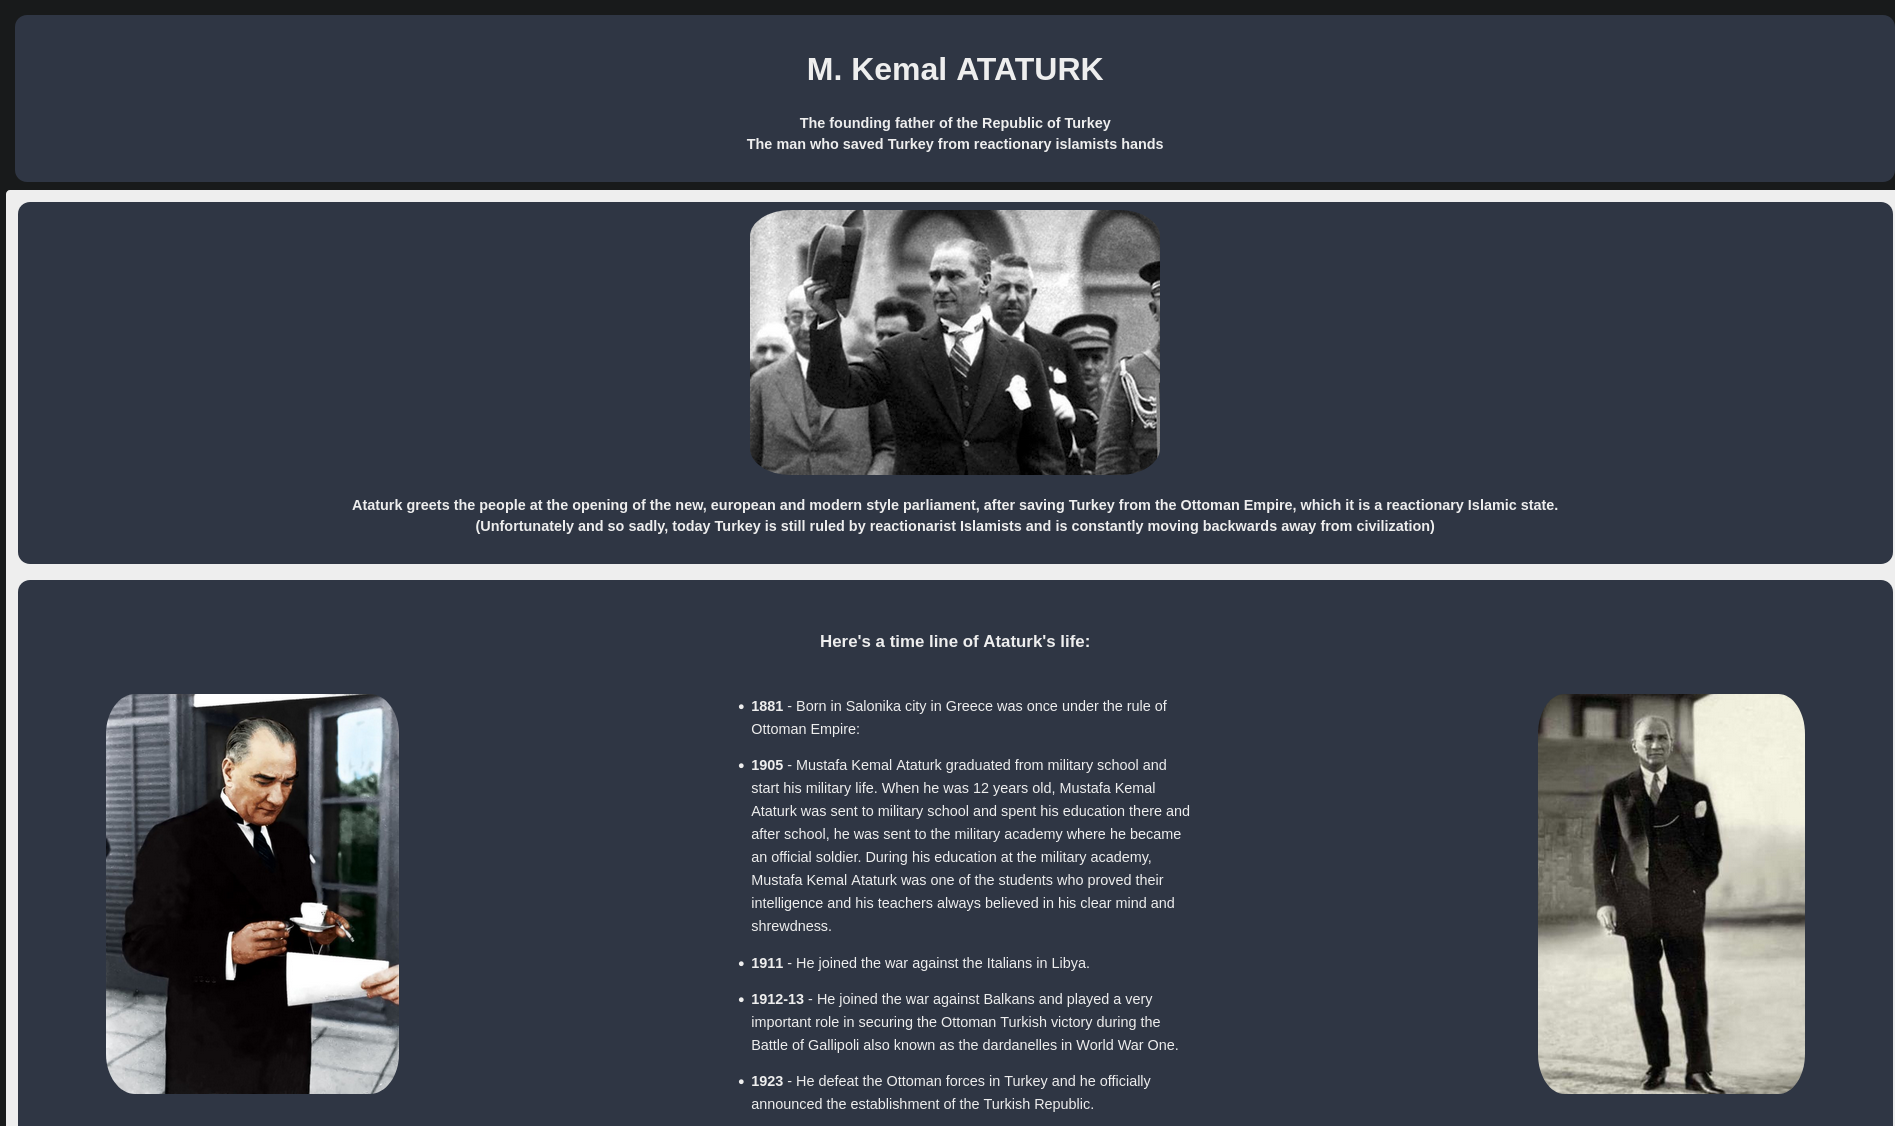 M. Kemal ATATURK
The founding father of the Republic of Turkey
The man who saved Turkey from reactionary islamists hands
Ataturk greets the people at the opening of the new, european and modern style parliament, after saving Turkey from the Ottoman Empire, which it is a reactionary Islamic state.
(Unfortunately and so sadly, today Turkey is still ruled by reactionarist Islamists and is constantly moving backwards away from civilization)
Here's a time line of Ataturk's life:
• 1881 - Born in Salonika city in Greece was once under the rule of
Ottoman Empire:
• 1905 - Mustafa Kemal Ataturk graduated from military school and
start his military life. When he was 12 years old, Mustafa Kemal
Ataturk was sent to military school and spent his education there and
after school, he was sent to the military academy where he became
an official soldier. During his education at the military academy,
Mustafa Kemal Ataturk was one of the students who proved their
intelligence and his teachers always believed in his clear mind and
shrewdness.
• 1911 - He joined the war against the Italians in Libya.
• 1912-13 - He joined the war against Balkans and played a very
important role in securing the Ottoman Turkish victory during the
Battle of Gallipoli also known as the dardanelles in World War One.
• 1923 - He defeat the Ottoman forces in Turkey and he officially
announced the establishment of the Turkish Republic.